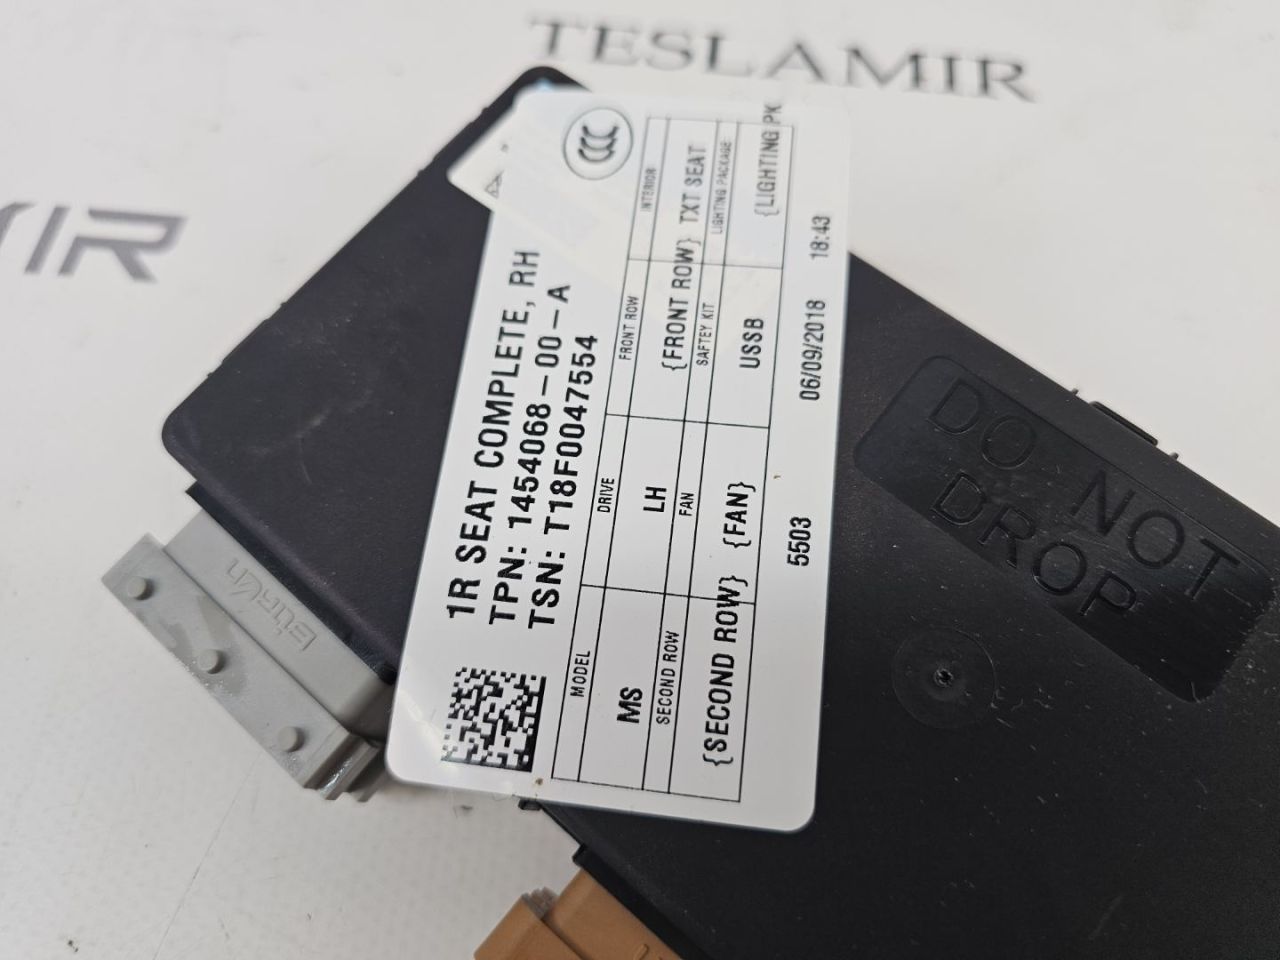 TESLAMIR
IR
CCC
1R SEAT COMPLETE, RH
TPN: 1454068-00-A
TSN: T18F0047554
MODEL
DRIVE
FRONT ROW
INTERIOR
MS
LH
{FRONT ROW}
TXT SEAT
SECOND ROW
FAN
SAFTEY KIT
LIGHTING PACKAGE
{SECOND ROW}
{FAN}
USSB
{LIGHTING PK
5503
06/09/2018
18:43
DO NOT
DROP